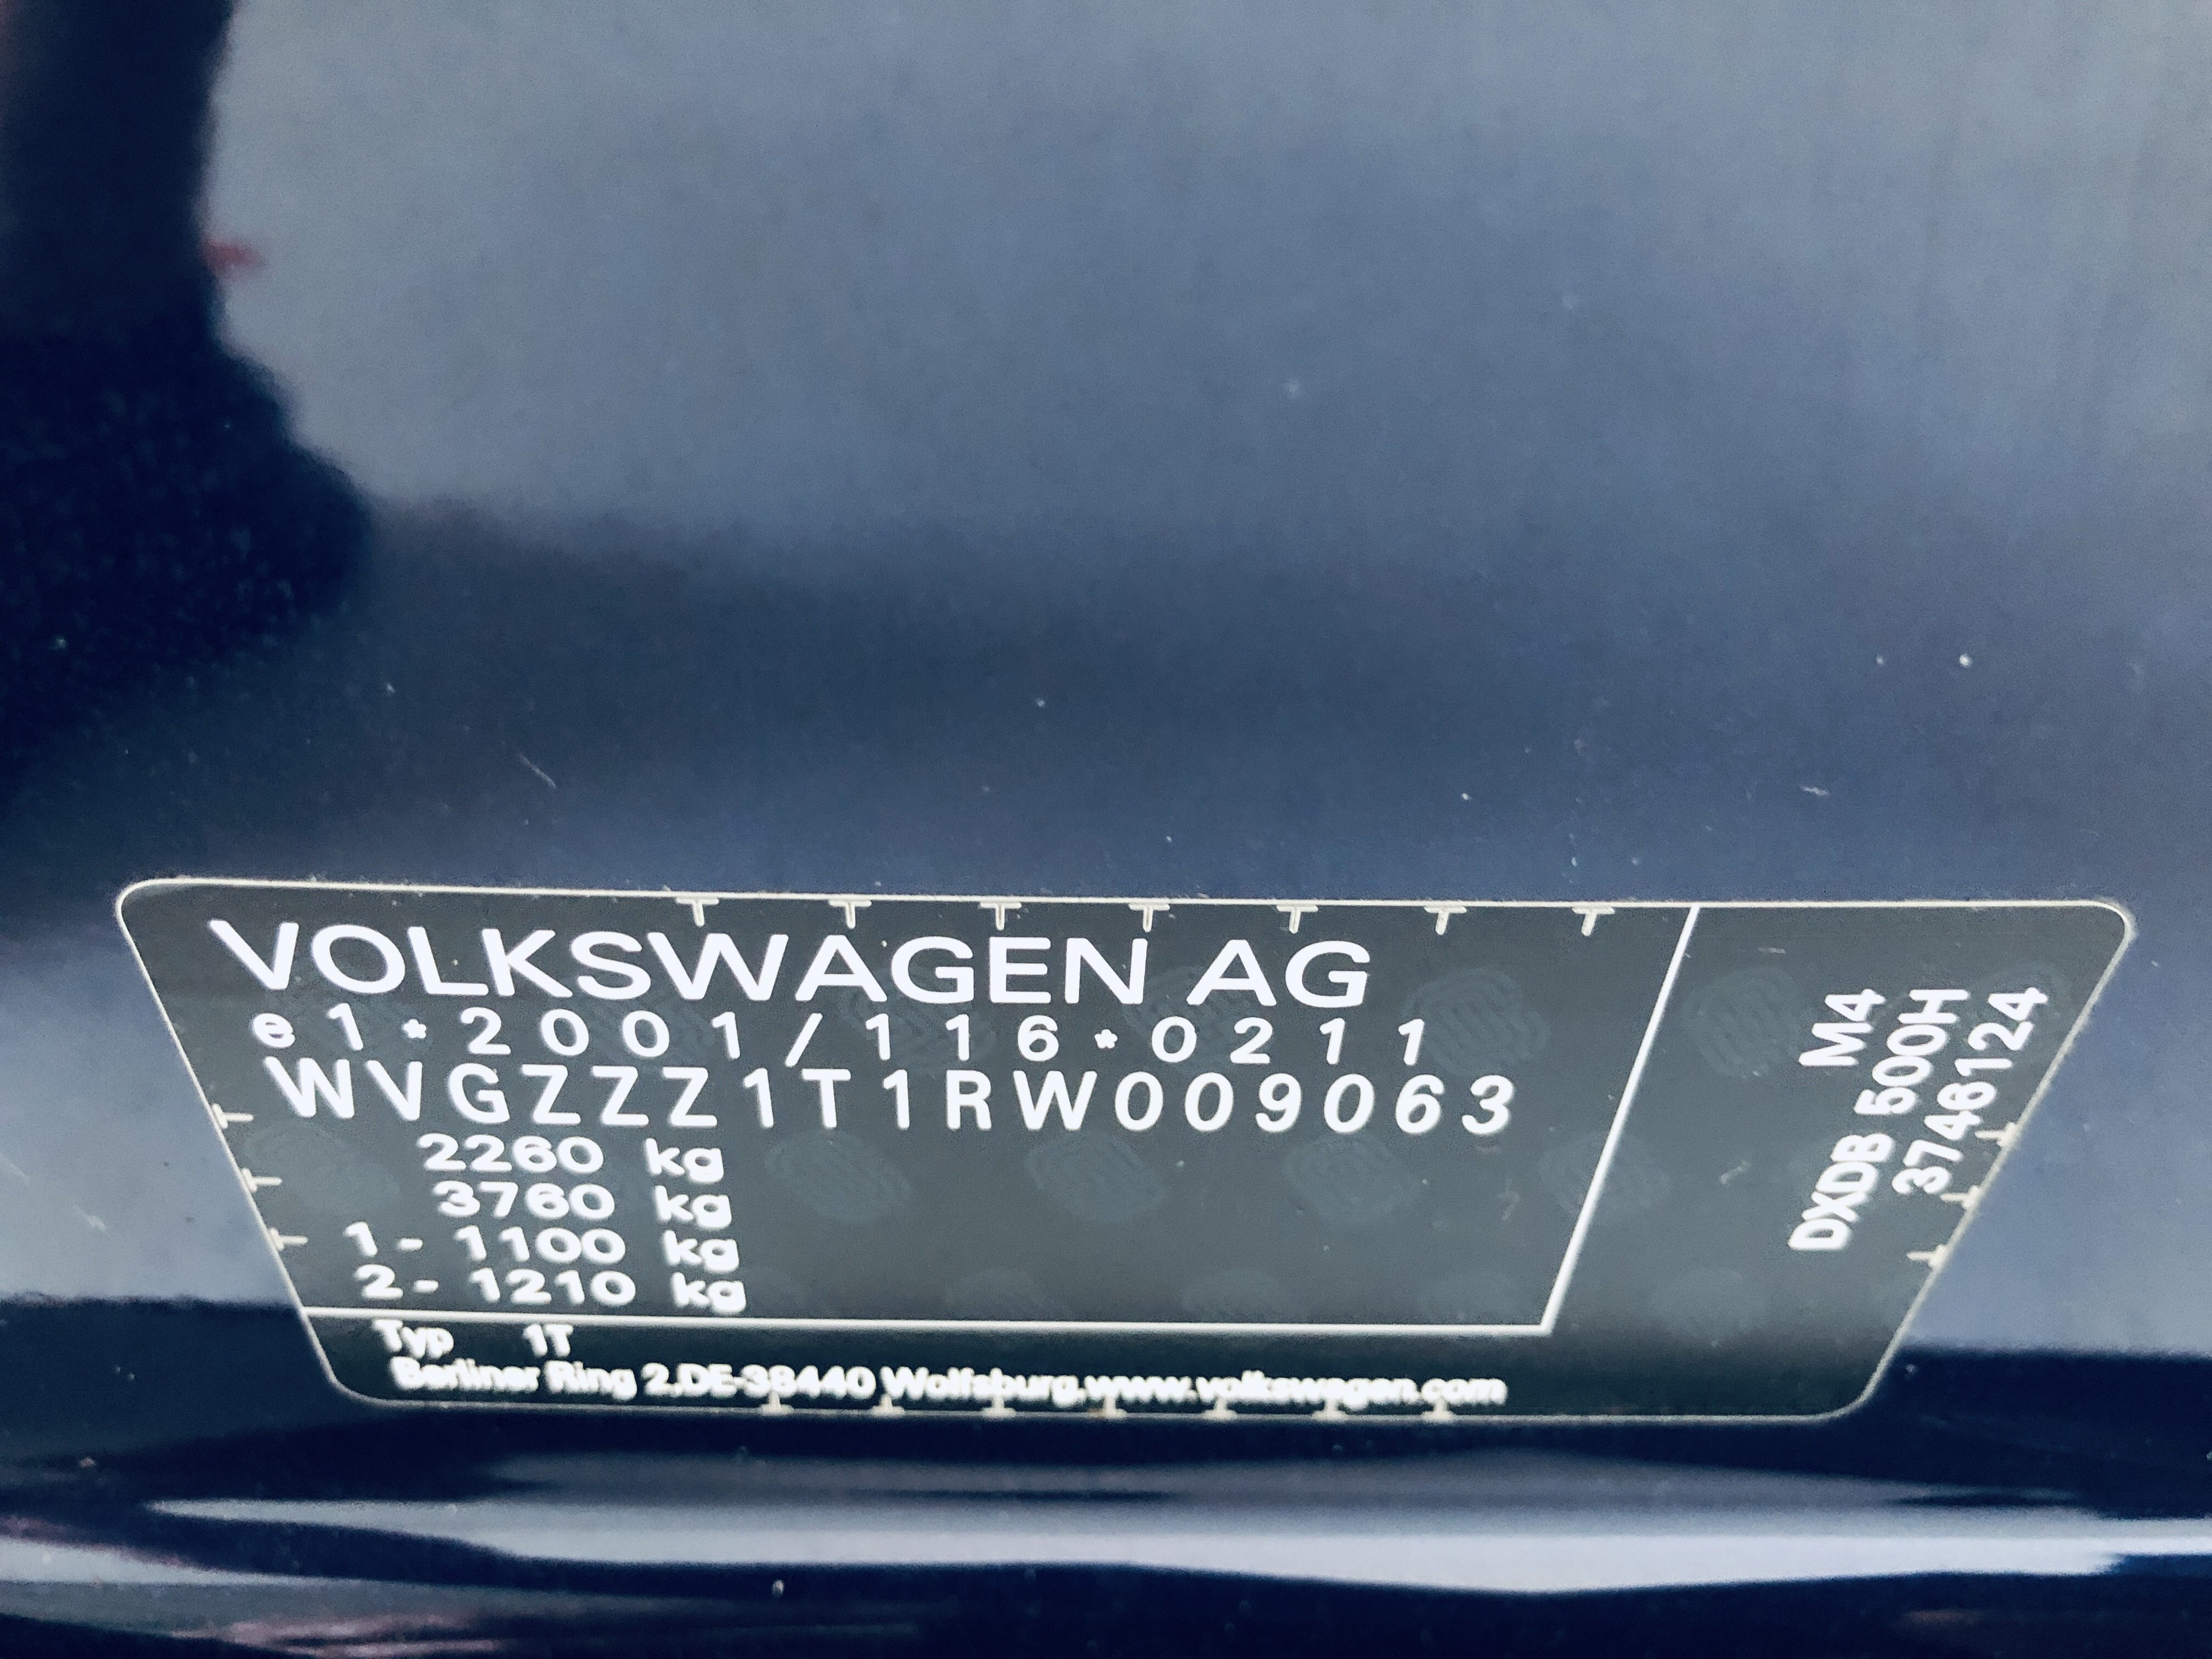 VOLKSWAGEN AG
e1*2001/116*0211
WVGZZZ1T1RW009063
2260 kg
3760 kg
1- 1100 kg
2- 1210 kg
Typ 1T
Berliner Ring 2,DE-38440 Wolfsburg,www.volkswagen.com
M4
DXDB 500H
3746124